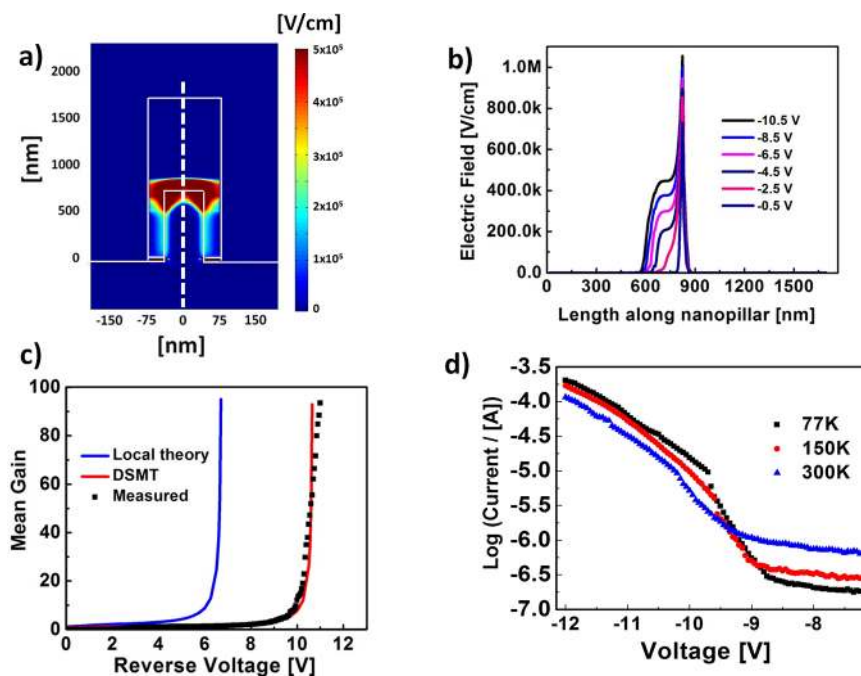 a)
[V/cm]
5x10⁵
4x10⁵
3x10⁵
2x10⁵
1x10⁵
0
2000
1500
1000
500
0
[nm]
-150 -75 0 75 150
[nm]
b)
1.0M
800.0k
600.0k
400.0k
200.0k
0.0
Electric Field [V/cm]
-10.5 V
-8.5 V
-6.5 V
-4.5 V
-2.5 V
-0.5 V
0 300 600 900 1200 1500
Length along nanopillar [nm]
c)
100
80
60
40
20
0
Mean Gain
Local theory
DSMT
Measured
0 2 4 6 8 10 12
Reverse Voltage [V]
d)
-3.5
-4.0
-4.5
-5.0
-5.5
-6.0
-6.5
-7.0
Log (Current / [A])
77K
150K
300K
-12 -11 -10 -9 -8
Voltage [V]